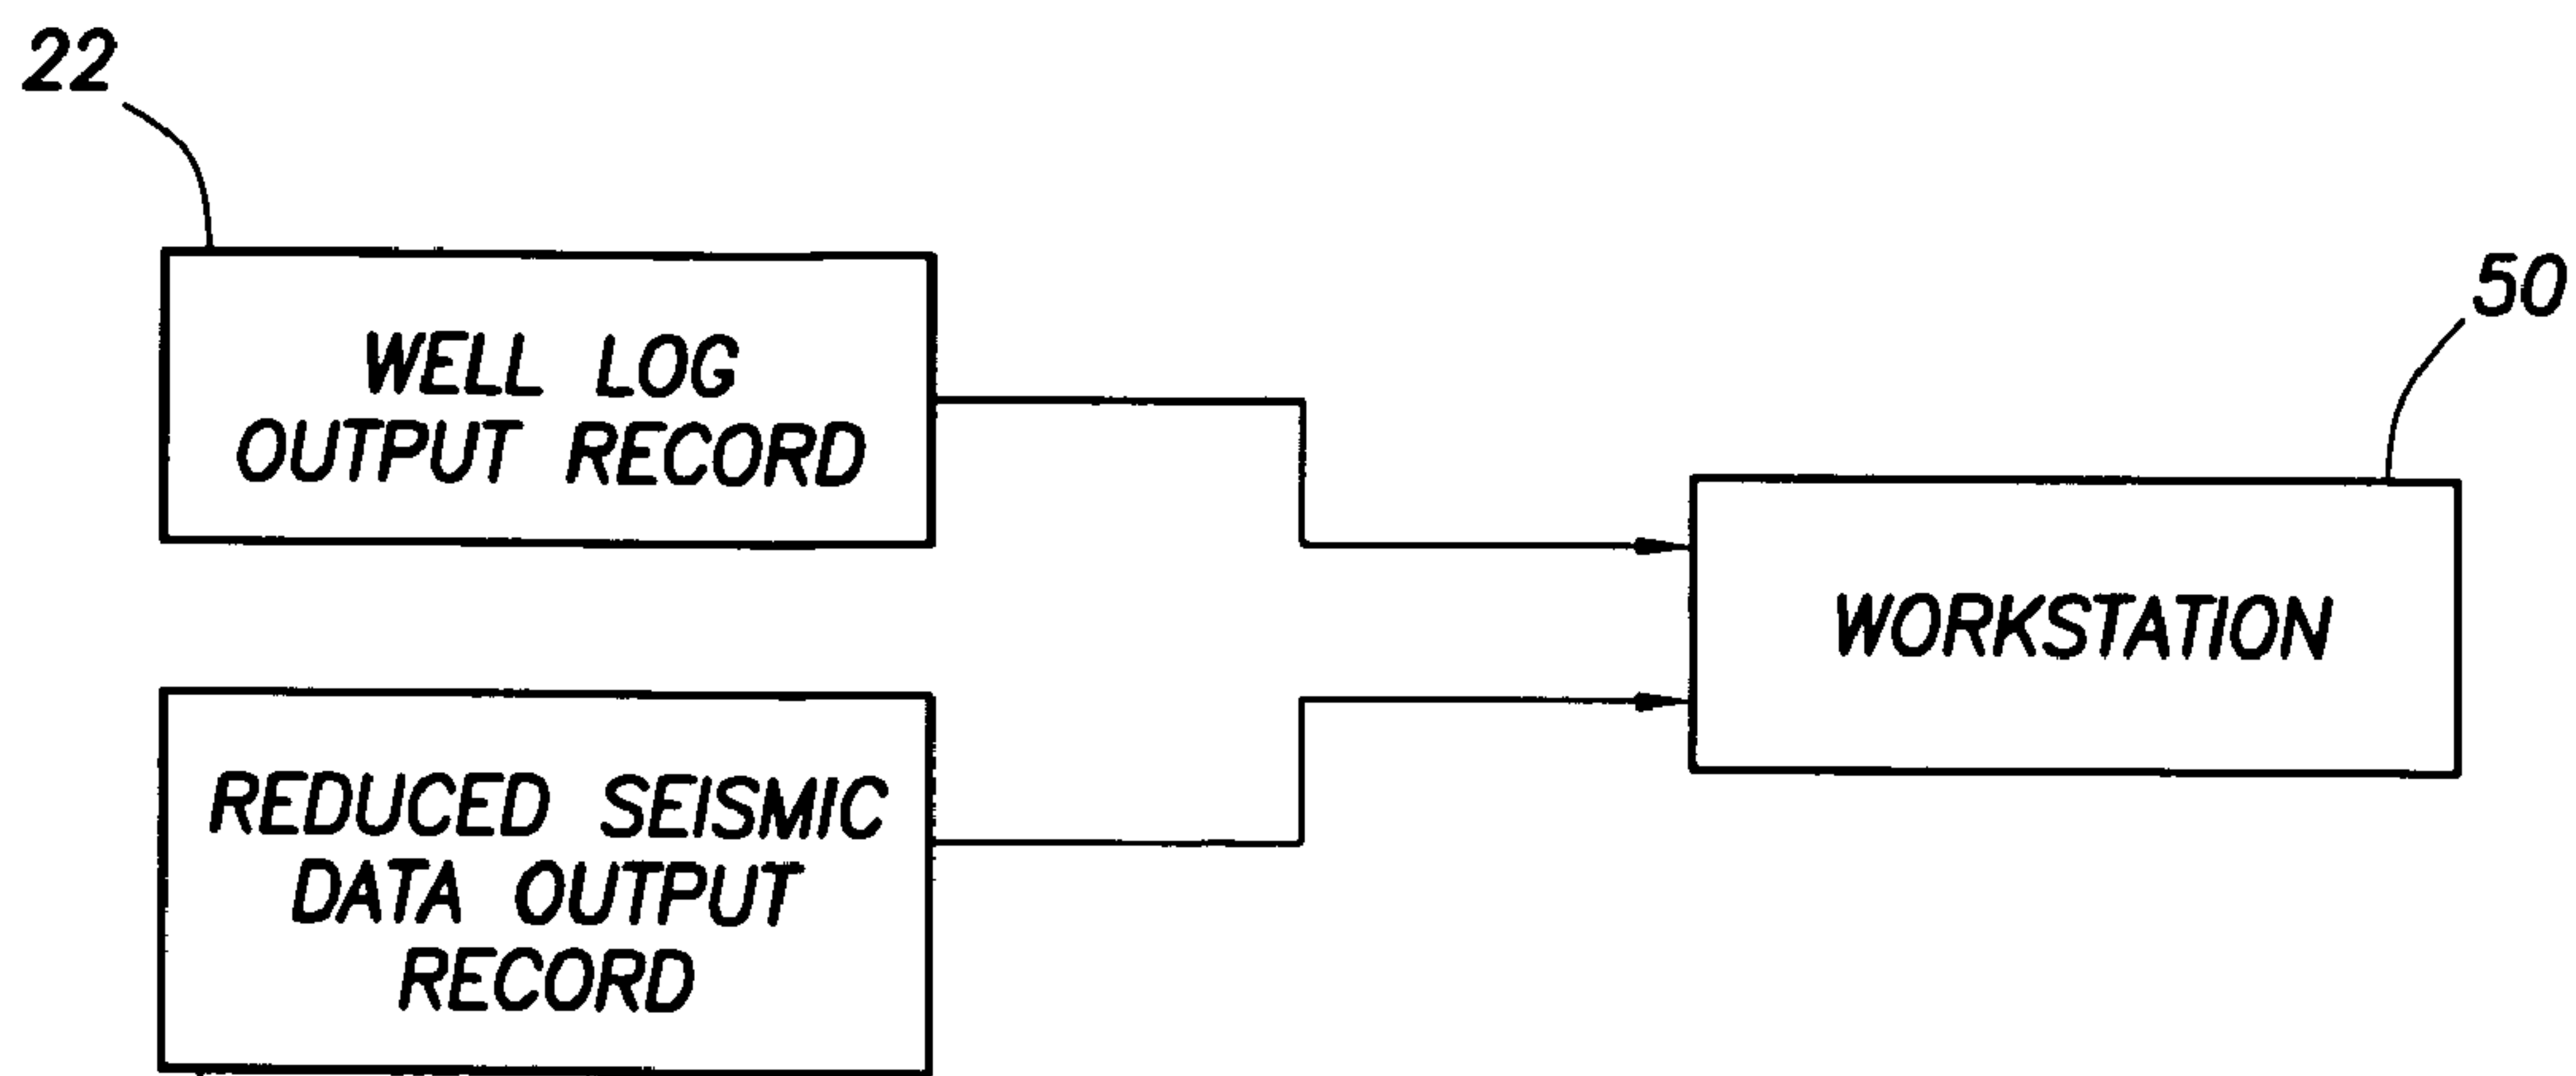 22
WELL LOG
OUTPUT RECORD
50
WORKSTATION
REDUCED SEISMIC
DATA OUTPUT
RECORD